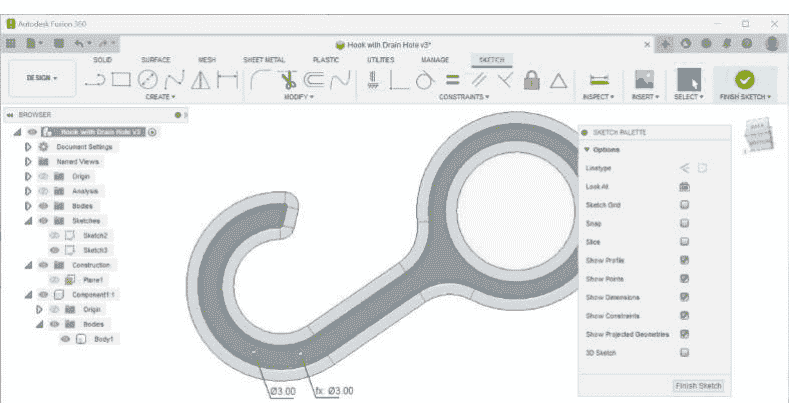 Autodesk Fusion 360
Hook with Drain Hole v3*
SOLID SURFACE MESH SHEET METAL PLASTIC UTILITIES MANAGE SKETCH
DESIGN
CREATE MODIFY CONSTRAINTS INSPECT INSERT SELECT FINISH SKETCH
BROWSER
Hook with Drain Hole v3
Document Settings
Named Views
Origin
Analysis
Bodies
Sketches
Sketch2
Sketch3
Construction
Plane1
Component1:1
Origin
Bodies
Body1
Ø3.00 fx: Ø3.00
SKETCH PALETTE
Options
Linetype
Look At
Sketch Grid
Snap
Slice
Show Profile
Show Points
Show Dimensions
Show Constraints
Show Projected Geometries
3D Sketch
Finish Sketch
BACK